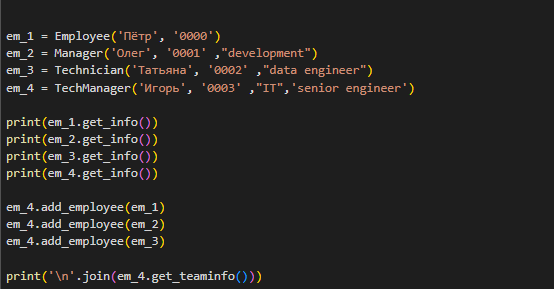 em_1 = Employee('Пётр', '0000')
em_2 = Manager('Олег', '0001' ,"development")
em_3 = Technician('Татьяна', '0002' ,"data engineer")
em_4 = TechManager('Игорь', '0003' ,"IT",'senior engineer')
print(em_1.get_info())
print(em_2.get_info())
print(em_3.get_info())
print(em_4.get_info())
em_4.add_employee(em_1)
em_4.add_employee(em_2)
em_4.add_employee(em_3)
print('\n'.join(em_4.get_teaminfo()))